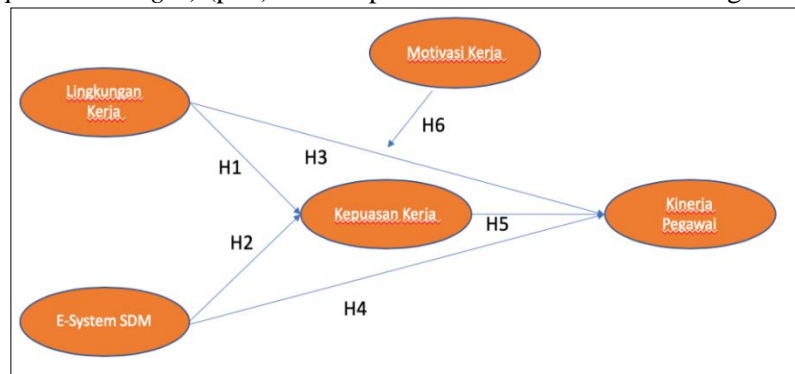 Motivasi Kerja
Lingkungan
Kerja
H6
H3
H1
Kepuasan Kerja
Kinerja
Pegawai
H5
H2
E-System SDM
H4